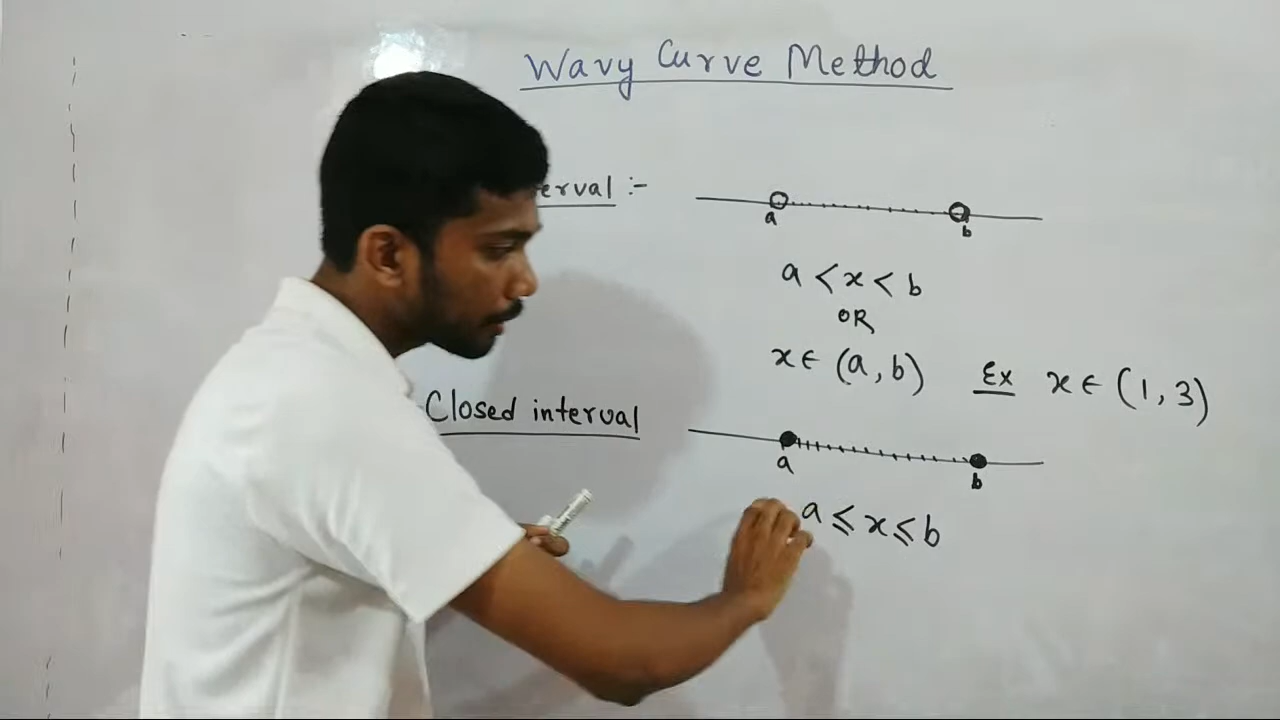 Wavy Curve Method
erval :-
a b
a < x < b
OR
x ∈ (a, b) Ex x ∈ (1, 3)
Closed interval
a b
a ⩽ x ⩽ b